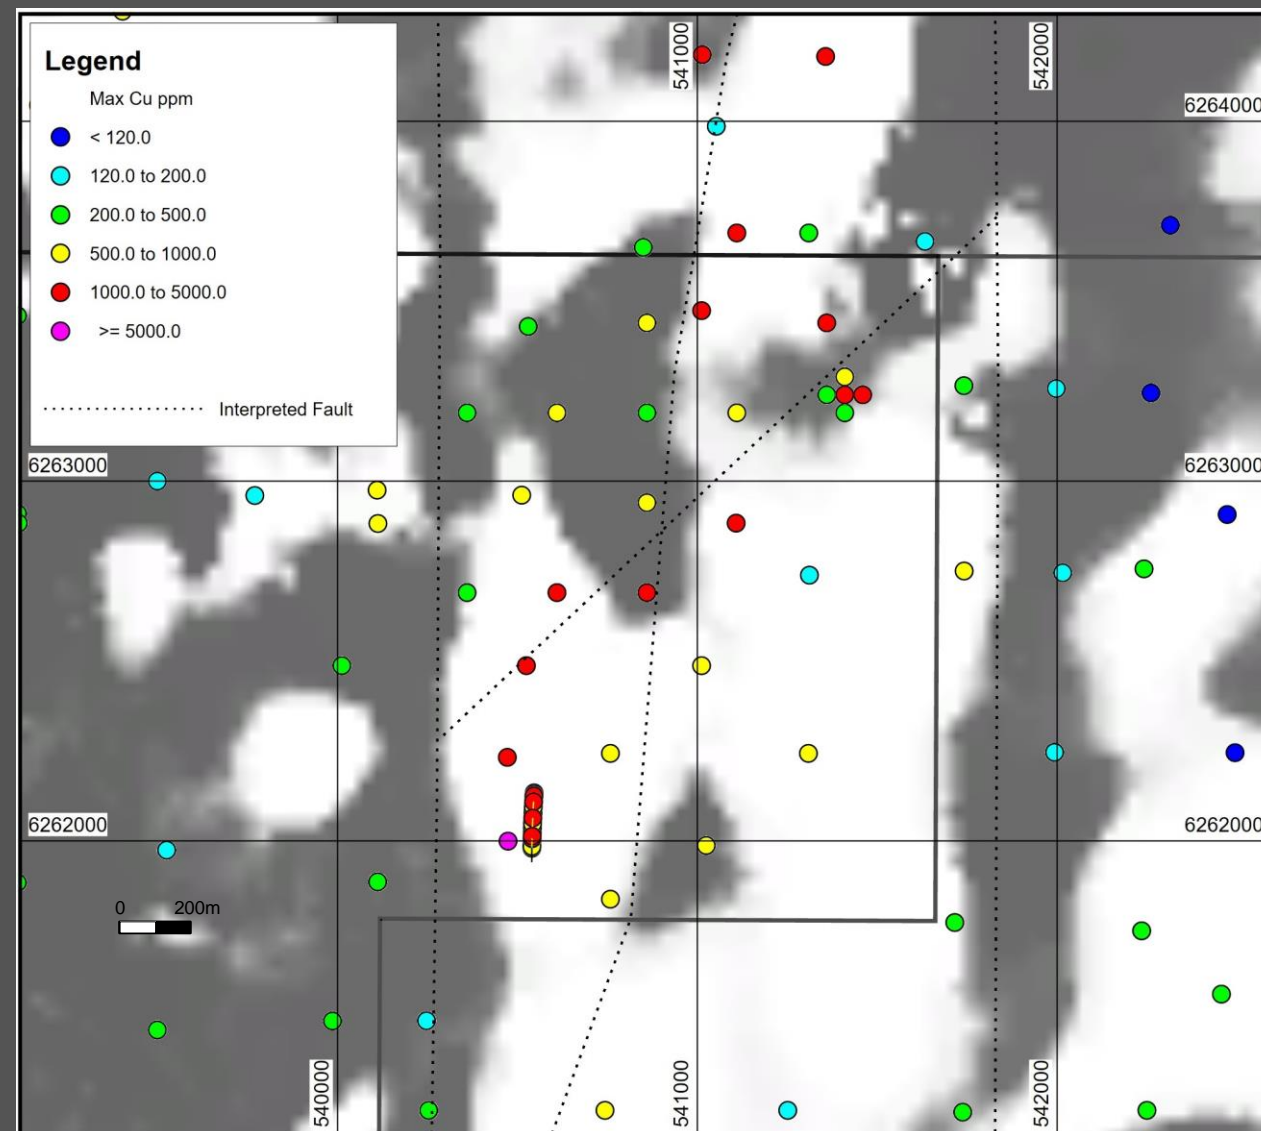 Legend
Max Cu ppm
< 120.0
120.0 to 200.0
200.0 to 500.0
500.0 to 1000.0
1000.0 to 5000.0
>= 5000.0
Interpreted Fault
541000
542000
6264000
6263000
6263000
6262000
6262000
0 200m
540000
541000
542000